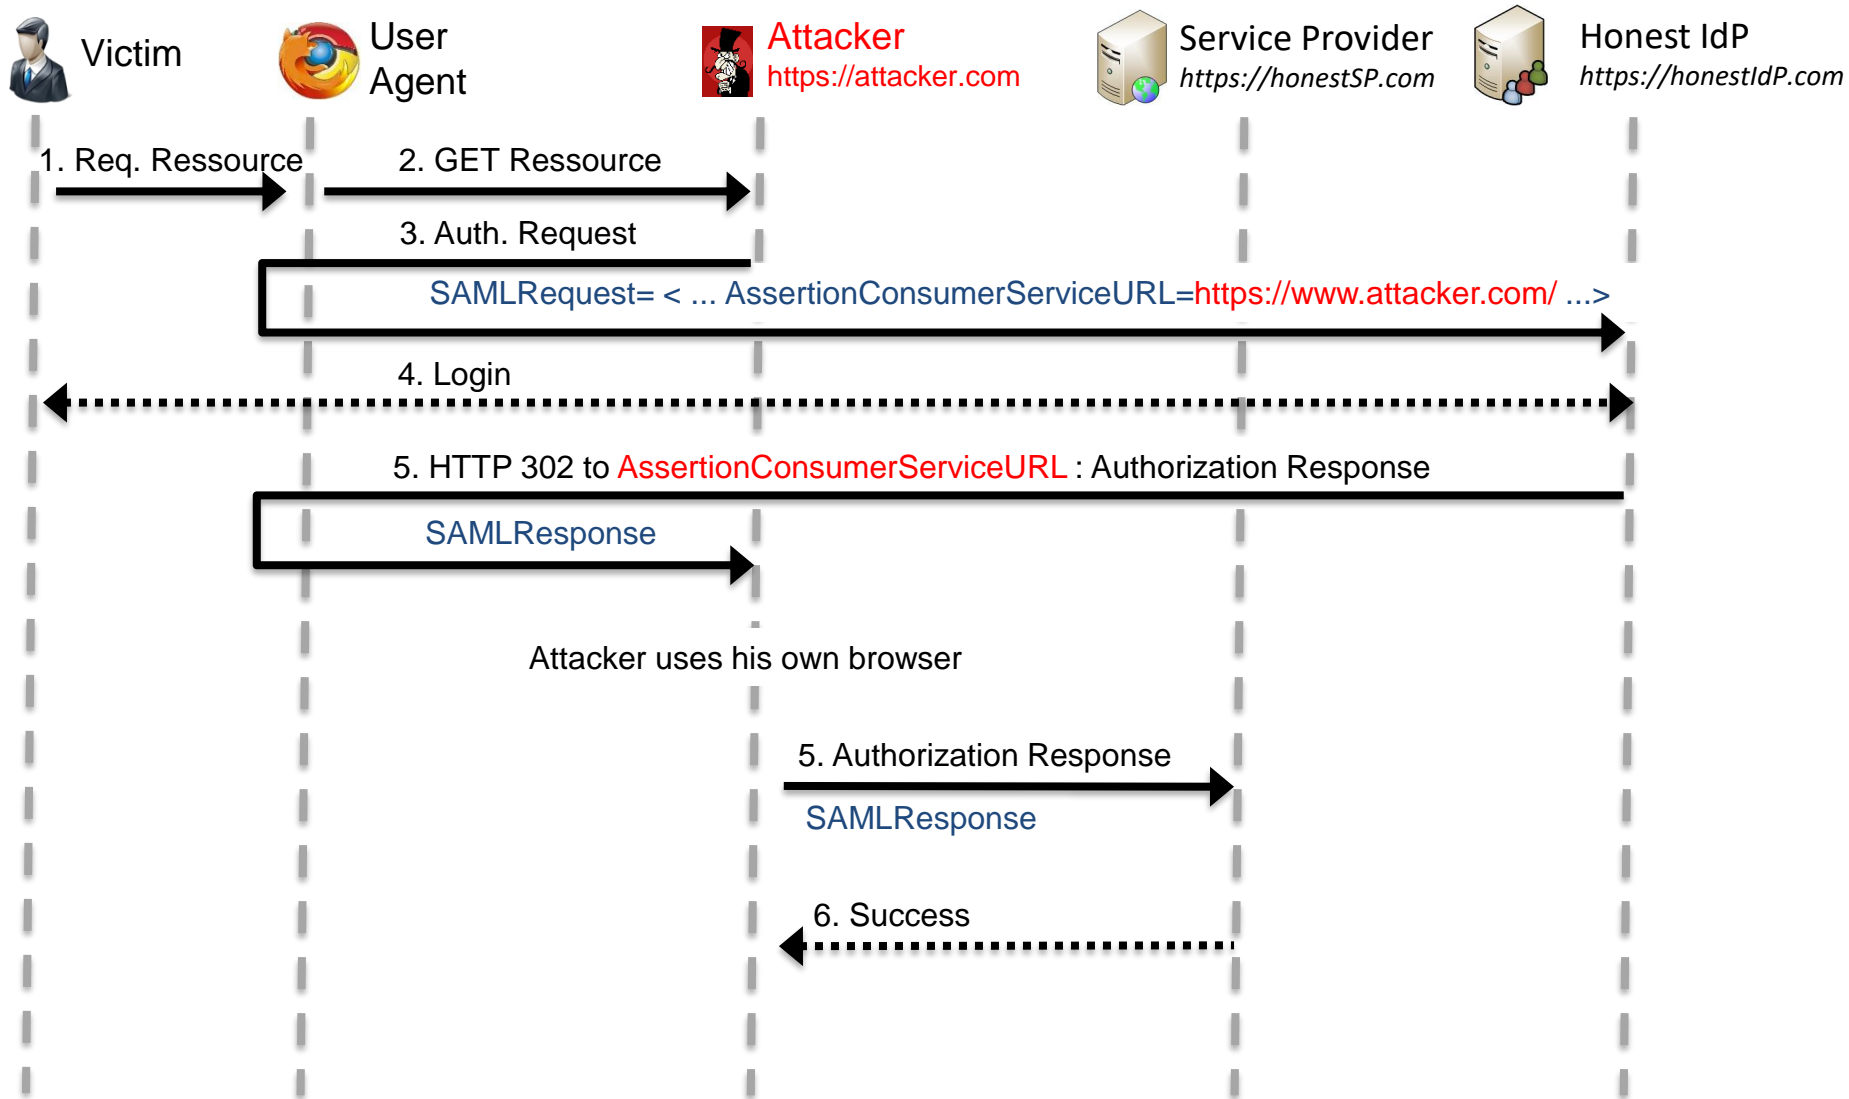 Victim
User
Agent
Attacker
https://attacker.com
Service Provider
https://honestSP.com
Honest IdP
https://honestIdP.com
1. Req. Ressource
2. GET Ressource
3. Auth. Request
SAMLRequest= < ... AssertionConsumerServiceURL=https://www.attacker.com/ ...>
4. Login
5. HTTP 302 to AssertionConsumerServiceURL : Authorization Response
SAMLResponse
Attacker uses his own browser
5. Authorization Response
SAMLResponse
6. Success